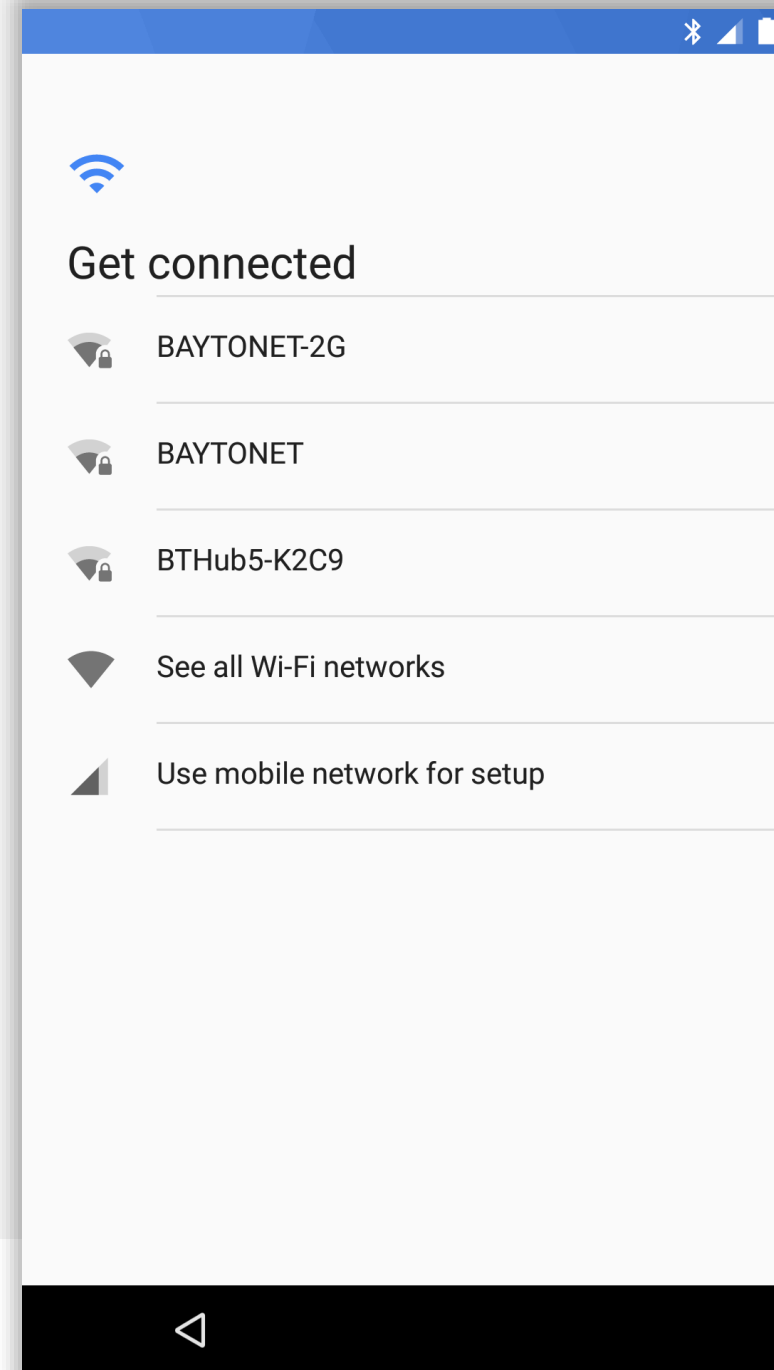 Get connected
BAYTONET-2G
BAYTONET
BTHub5-K2C9
See all Wi-Fi networks
Use mobile network for setup